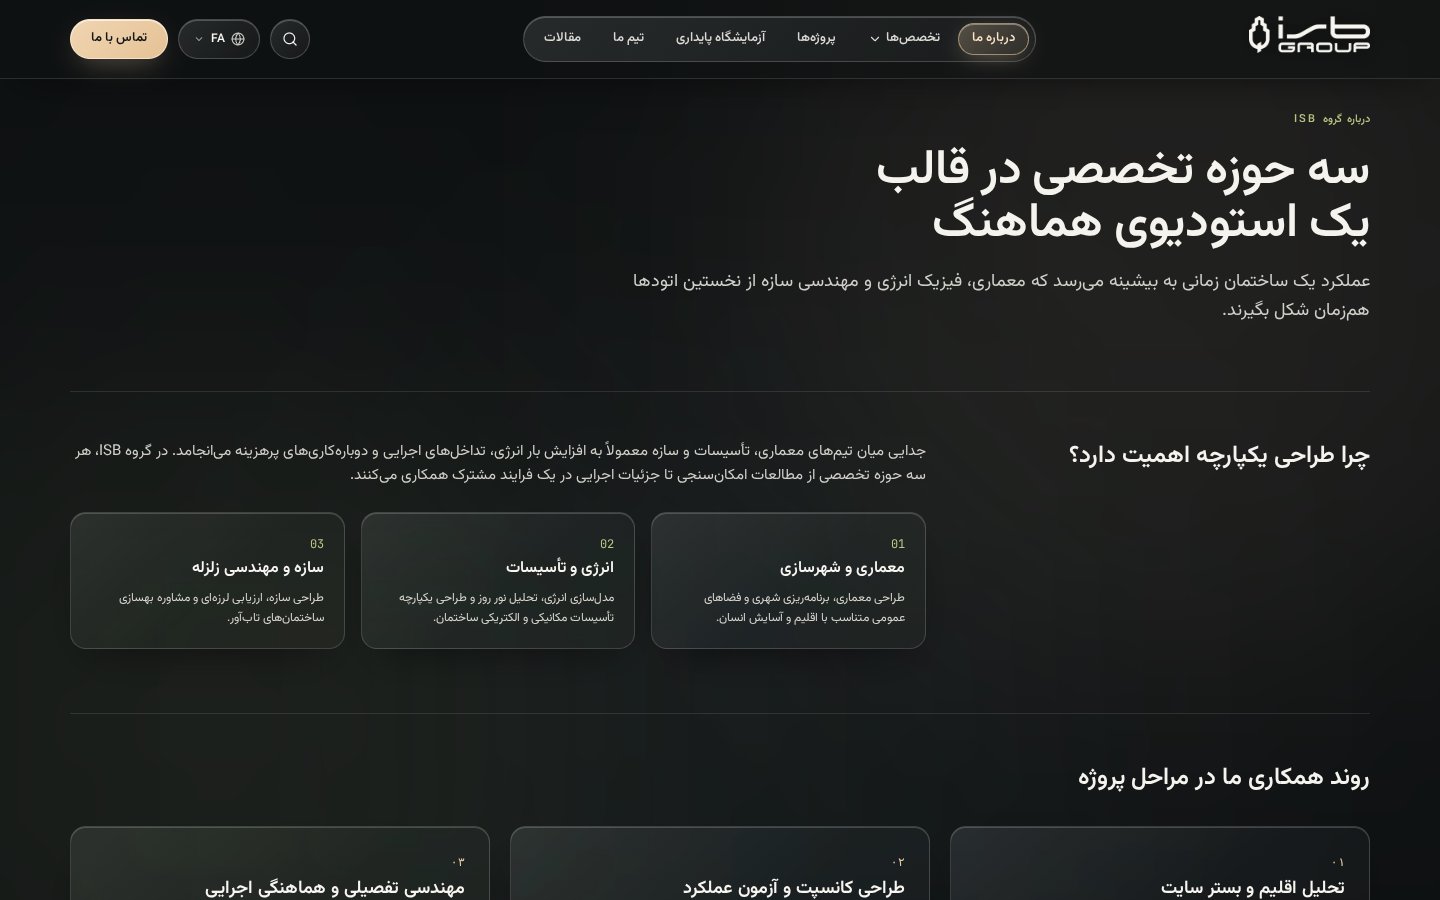 isb GROUP
درباره ما
تخصص‌ها
پروژه‌ها
آزمایشگاه پایداری
تیم ما
مقالات
FA
تماس با ما
درباره گروه ISB
سه حوزه تخصصی در قالب
یک استودیوی هماهنگ
عملکرد یک ساختمان زمانی به بیشینه می‌رسد که معماری، فیزیک انرژی و مهندسی سازه از نخستین اتودها
هم‌زمان شکل بگیرند.
چرا طراحی یکپارچه اهمیت دارد؟
جدایی میان تیم‌های معماری، تأسیسات و سازه معمولاً به افزایش بار انرژی، تداخل‌های اجرایی و دوباره‌کاری‌های پرهزینه می‌انجامد. در گروه ISB، هر
سه حوزه تخصصی از مطالعات امکان‌سنجی تا جزئیات اجرایی در یک فرایند مشترک همکاری می‌کنند.
01
معماری و شهرسازی
طراحی معماری، برنامه‌ریزی شهری و فضاهای
عمومی متناسب با اقلیم و آسایش انسان.
02
انرژی و تأسیسات
مدل‌سازی انرژی، تحلیل نور روز و طراحی یکپارچه
تأسیسات مکانیکی و الکتریکی ساختمان.
03
سازه و مهندسی زلزله
طراحی سازه، ارزیابی لرزه‌ای و مشاوره بهسازی
ساختمان‌های تاب‌آور.
روند همکاری ما در مراحل پروژه
۰۱
تحلیل اقلیم و بستر سایت
۰۲
طراحی کانسپت و آزمون عملکرد
۰۳
مهندسی تفصیلی و هماهنگی اجرایی